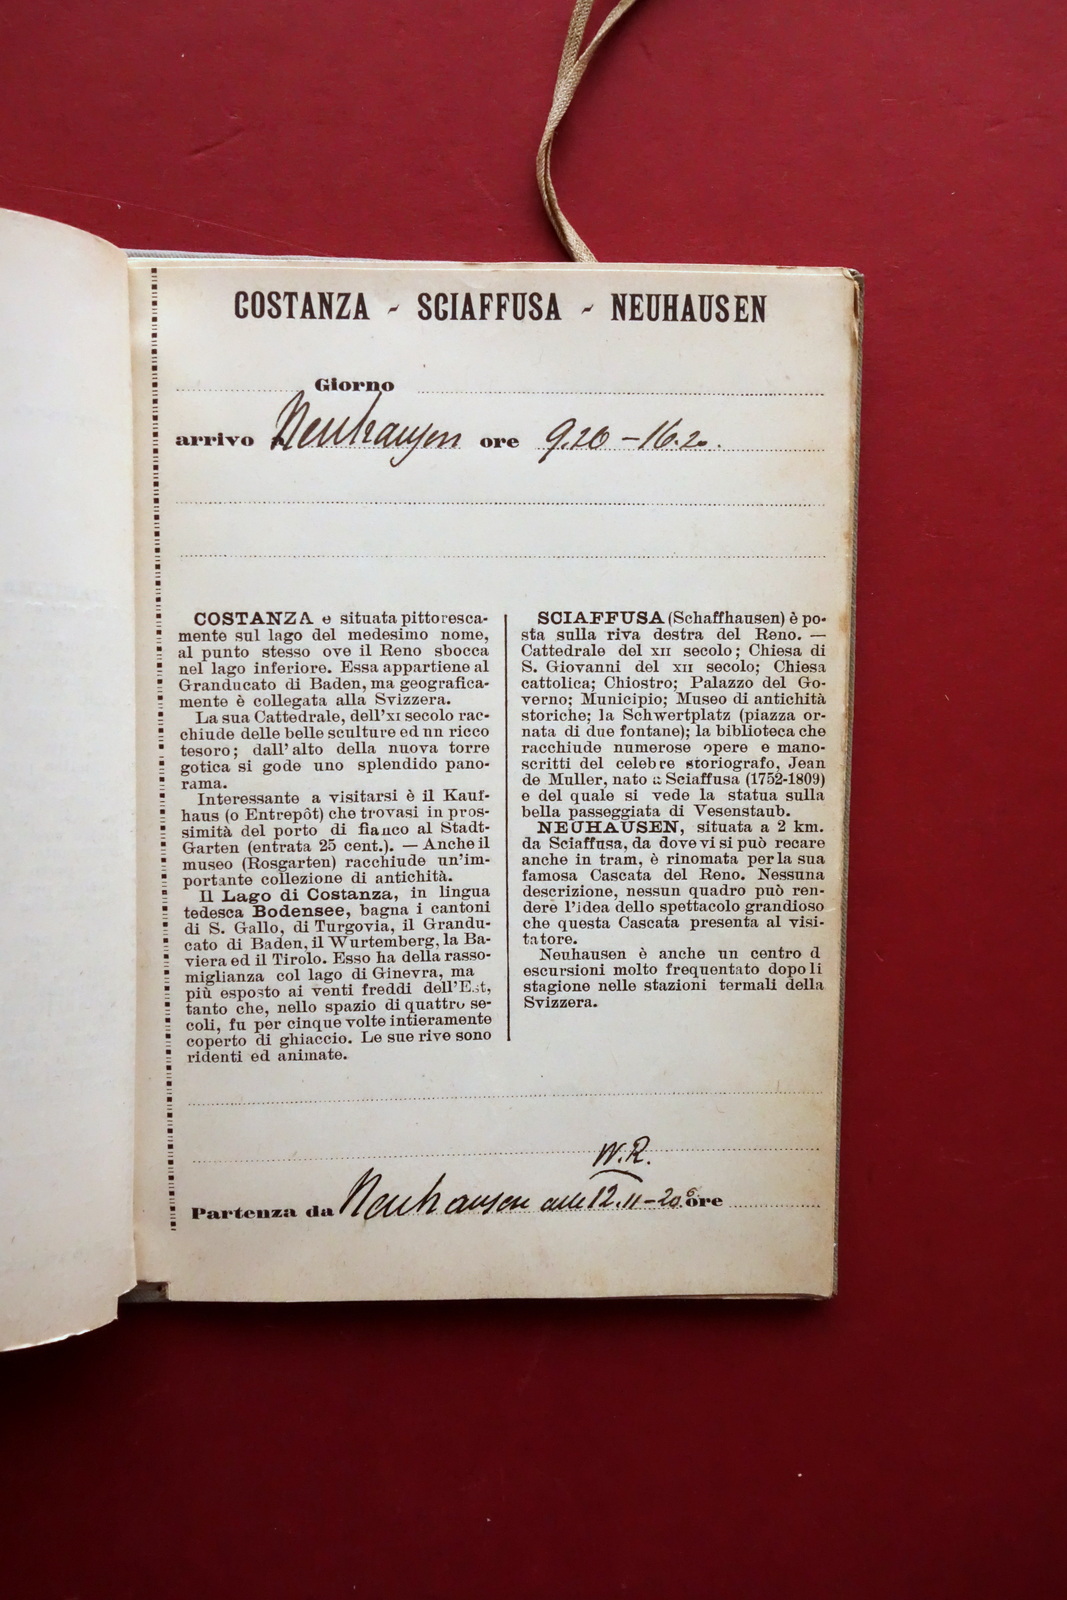 COSTANZA - SCIAFFUSA - NEUHAUSEN
Giorno
arrivo Neuhausen ore 9.20 - 16.20.
COSTANZA e situata pittoresca-
mente sul lago del medesimo nome,
al punto stesso ove il Reno sbocca
nel lago inferiore. Essa appartiene al
Granducato di Baden, ma geografica-
mente è collegata alla Svizzera.
La sua Cattedrale, dell'XI secolo rac-
chiude delle belle sculture ed un ricco
tesoro; dall'alto della nuova torre
gotica si gode uno splendido pano-
rama.
Interessante a visitarsi è il Kauf-
haus (o Entrepôt) che trovasi in pros-
simità del porto di fianco al Stadt-
Garten (entrata 25 cent.). — Anche il
museo (Rosgarten) racchiude un'im-
portante collezione di antichità.
Il Lago di Costanza, in lingua
tedesca Bodensee, bagna i cantoni
di S. Gallo, di Turgovia, il Grandu-
cato di Baden, il Wurtemberg, la Ba-
viera ed il Tirolo. Esso ha della rasso-
miglianza col lago di Ginevra, ma
più esposto ai venti freddi dell'Est,
tanto che, nello spazio di quattro se-
coli, fu per cinque volte intieramente
coperto di ghiaccio. Le sue rive sono
ridenti ed animate.
SCIAFFUSA (Schaffhausen) è po-
sta sulla riva destra del Reno. —
Cattedrale del XII secolo; Chiesa di
S. Giovanni del XII secolo; Chiesa
cattolica; Chiostro; Palazzo del Go-
verno; Municipio; Museo di antichità
storiche; la Schwertplatz (piazza or-
nata di due fontane); la biblioteca che
racchiude numerose opere e mano-
scritti del celebre storiografo, Jean
de Muller, nato a Sciaffusa (1752-1809)
e del quale si vede la statua sulla
bella passeggiata di Vesenstaub.
NEUHAUSEN, situata a 2 km.
da Sciaffusa, da dove vi si può recare
anche in tram, è rinomata per la sua
famosa Cascata del Reno. Nessuna
descrizione, nessun quadro può ren-
dere l'idea dello spettacolo grandioso
che questa Cascata presenta al visi-
tatore.
Neuhausen è anche un centro d
escursioni molto frequentato dopo li
stagione nelle stazioni termali della
Svizzera.
W.R.
Partenza da Neuhausen alle 12.11 - 20. ore